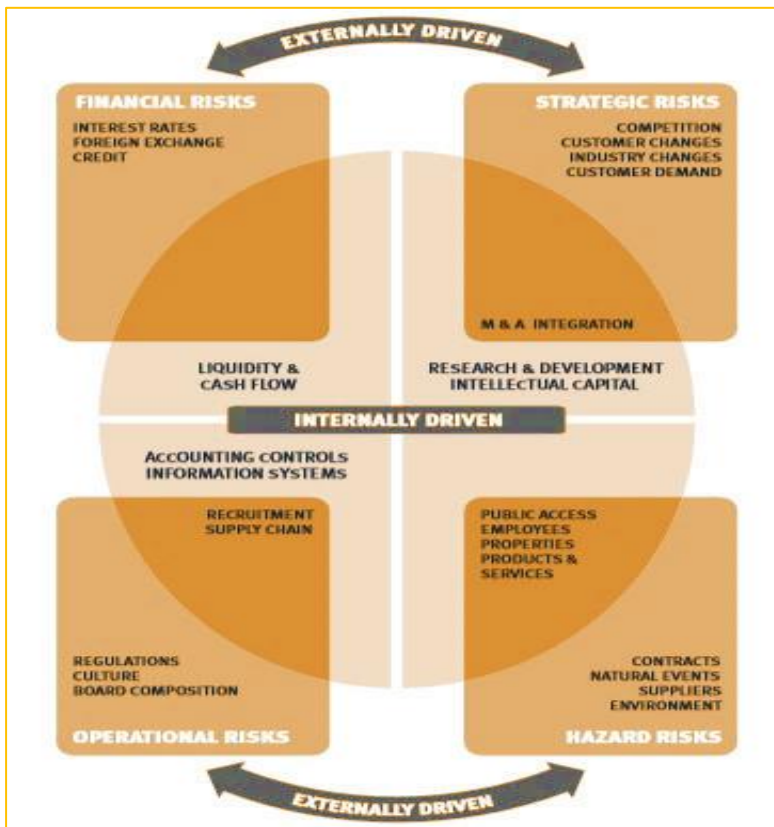 EXTERNALLY DRIVEN
FINANCIAL RISKS
INTEREST RATES
FOREIGN EXCHANGE
CREDIT
STRATEGIC RISKS
COMPETITION
CUSTOMER CHANGES
INDUSTRY CHANGES
CUSTOMER DEMAND
M & A INTEGRATION
LIQUIDITY &
CASH FLOW
RESEARCH & DEVELOPMENT
INTELLECTUAL CAPITAL
INTERNALLY DRIVEN
ACCOUNTING CONTROLS
INFORMATION SYSTEMS
RECRUITMENT
SUPPLY CHAIN
REGULATIONS
CULTURE
BOARD COMPOSITION
OPERATIONAL RISKS
PUBLIC ACCESS
EMPLOYEES
PROPERTIES
PRODUCTS &
SERVICES
CONTRACTS
NATURAL EVENTS
SUPPLIERS
ENVIRONMENT
HAZARD RISKS
EXTERNALLY DRIVEN